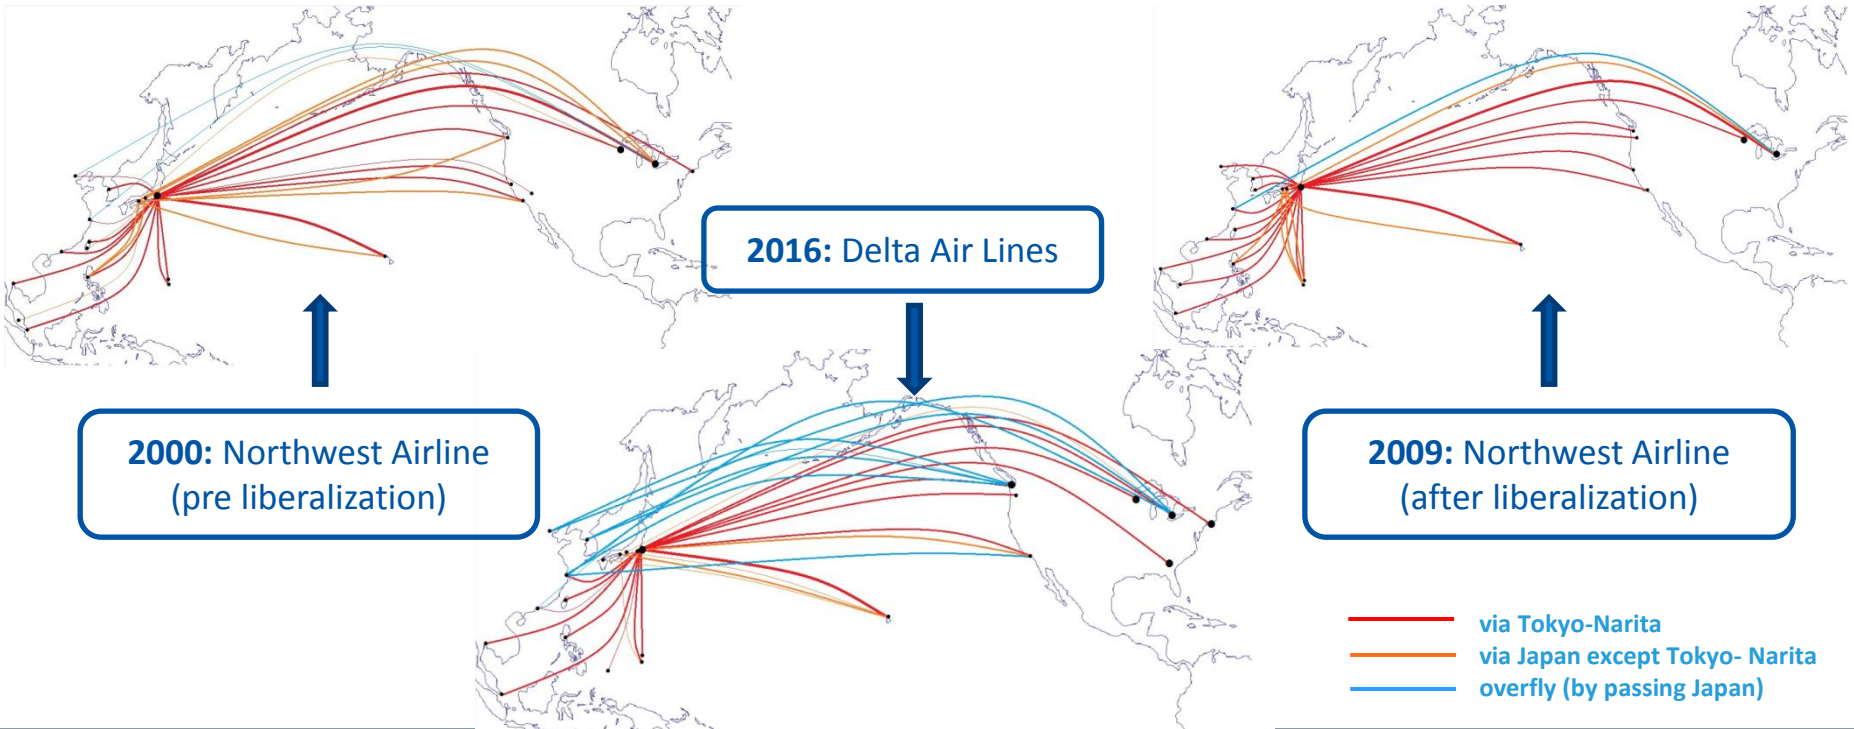 2016: Delta Air Lines
2000: Northwest Airline
(pre liberalization)
2009: Northwest Airline
(after liberalization)
via Tokyo-Narita
via Japan except Tokyo- Narita
overfly (by passing Japan)